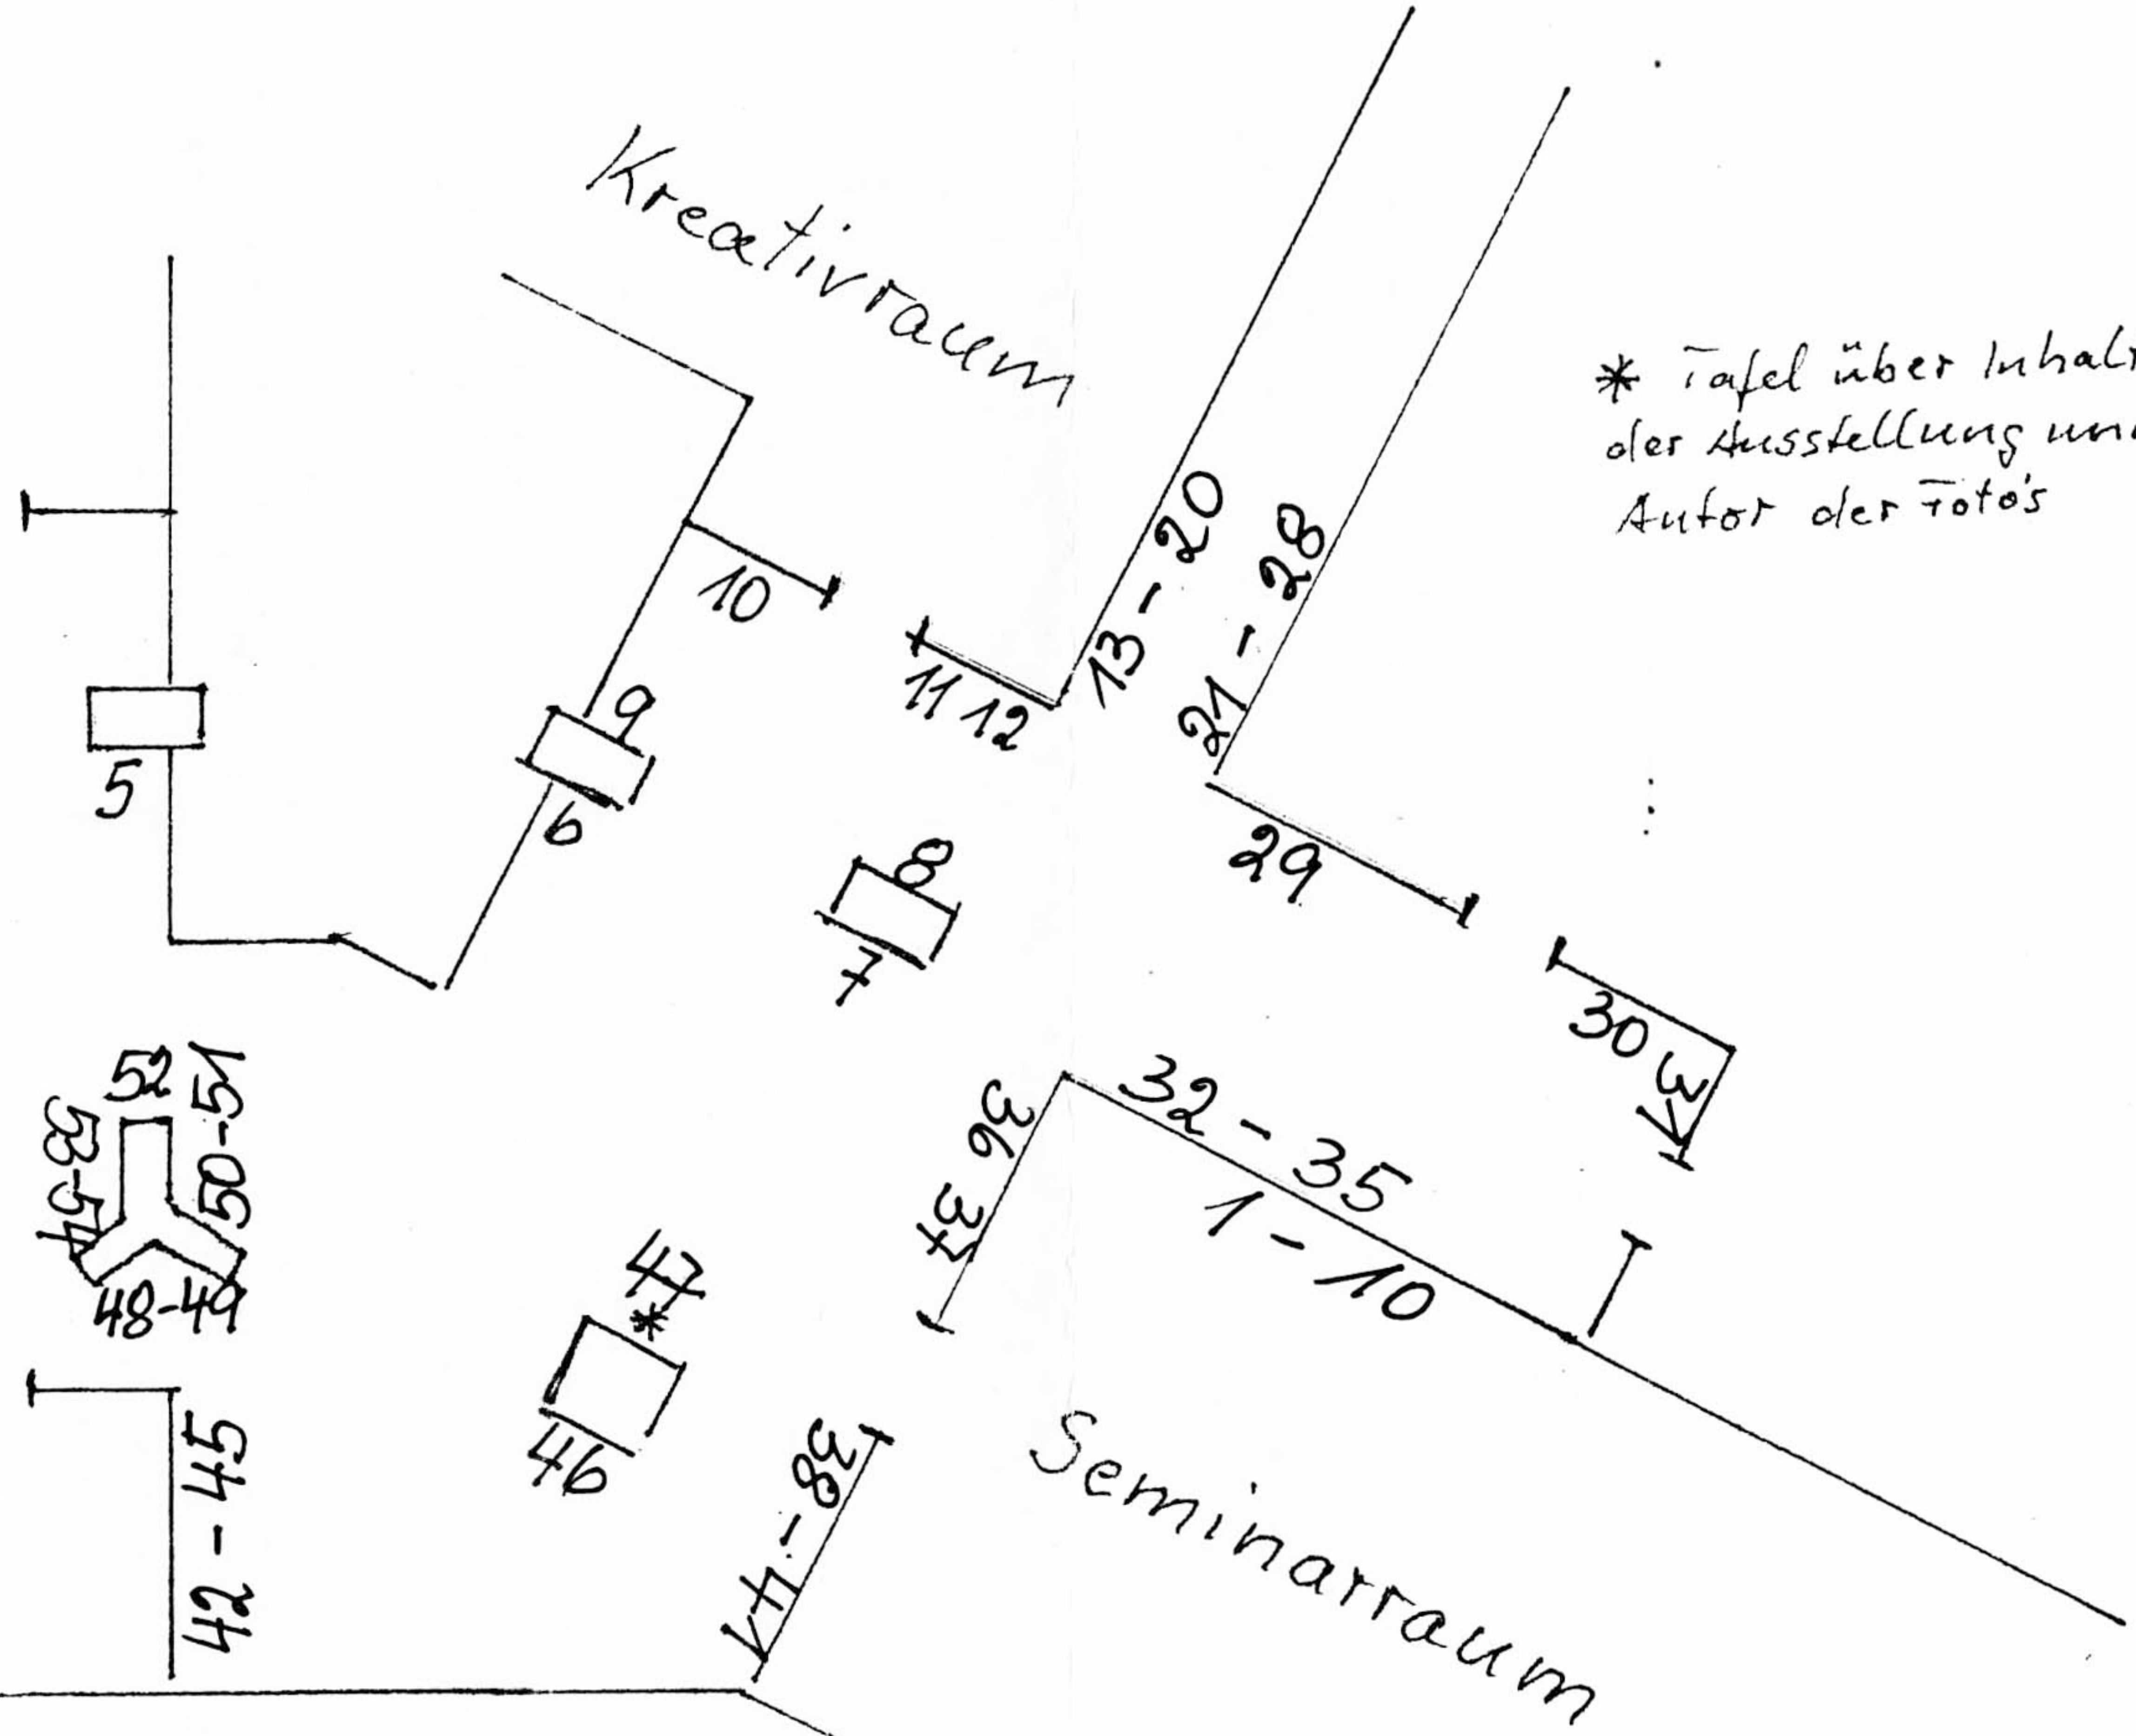 Kreativraum
* Tafel über Inhalt
der Ausstellung und
Autor der Foto's
13 - 20
21 - 28
10
11 12
9
5
6
8
29
7
30 31
52
50-51
53-54
48-49
32 - 35
36 37
1 - 10
47
*
46
38 - 41
42 - 45
Seminarraum